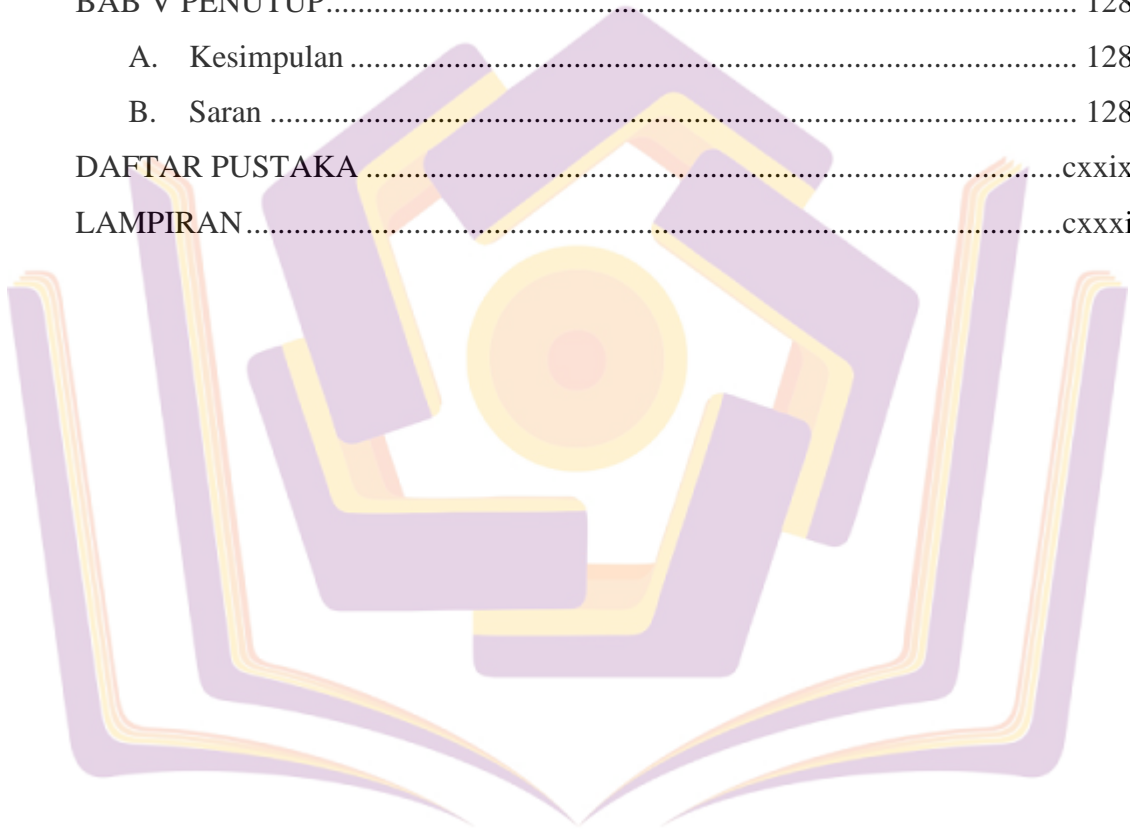 BAB V PENUTUP.................................................................................................. 128
A. Kesimpulan ............................................................................................... 128
B. Saran ......................................................................................................... 128
DAFTAR PUSTAKA ...........................................................................................cxxix
LAMPIRAN..........................................................................................................cxxxi